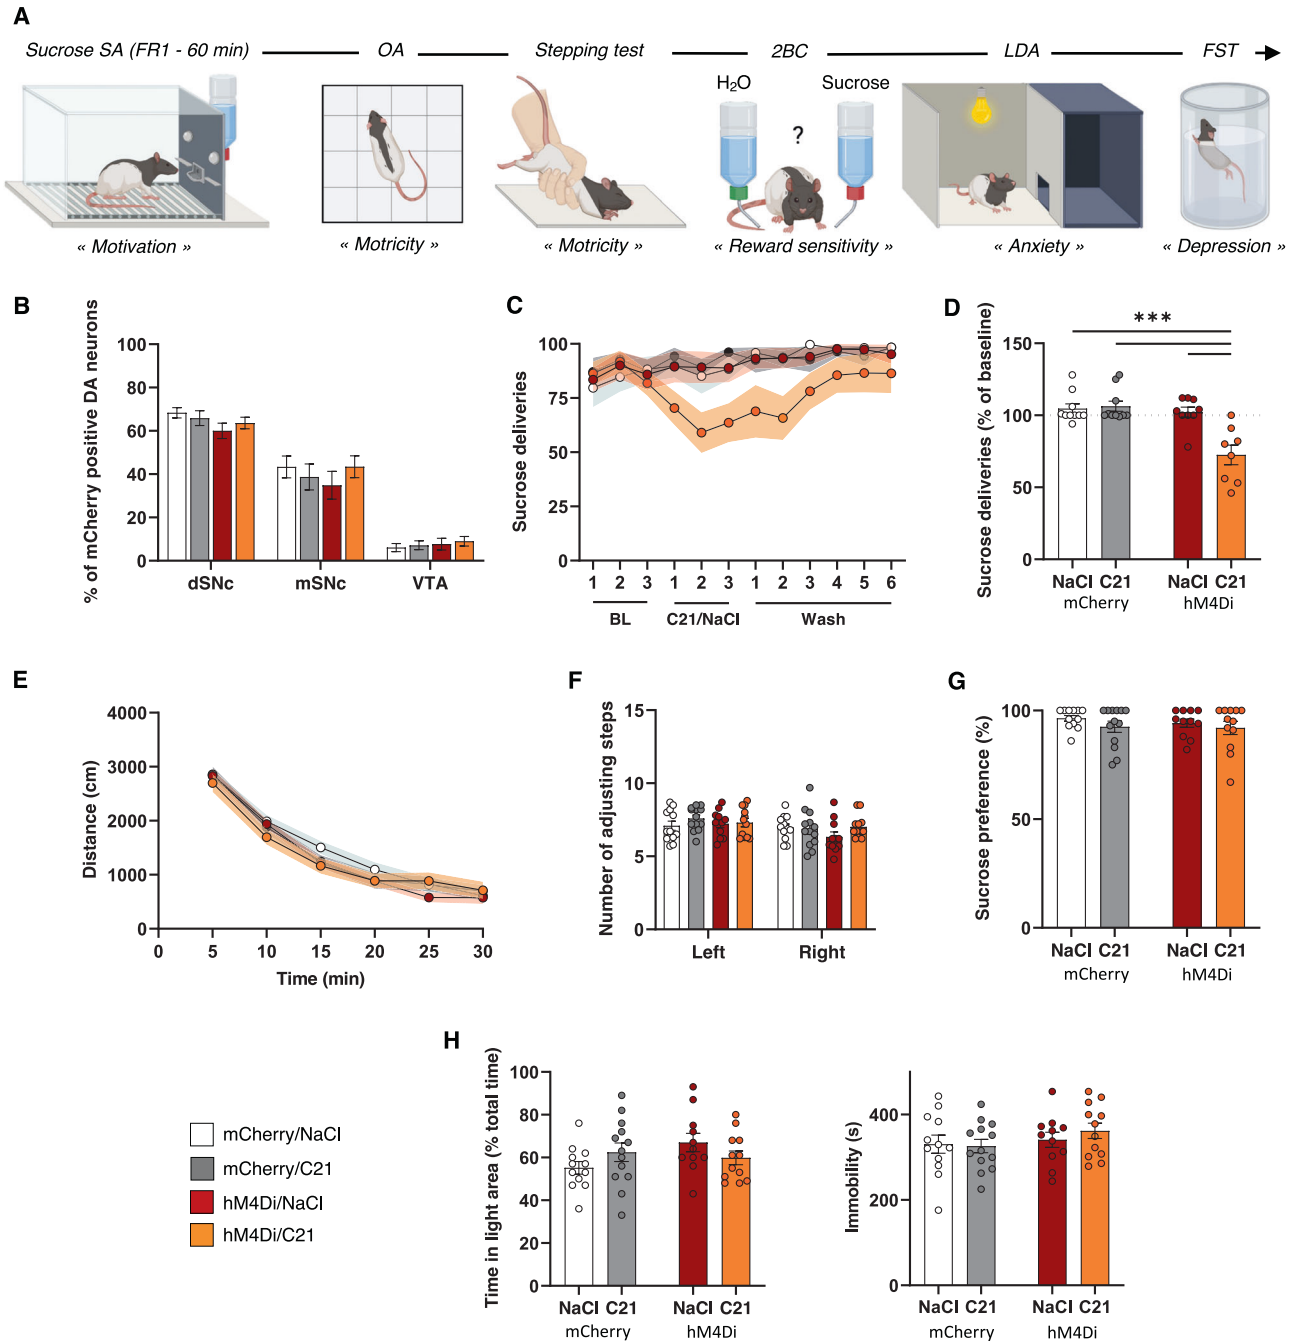 A
Sucrose SA (FR1 - 60 min)
OA
Stepping test
2BC
LDA
FST
H₂O
Sucrose
?
« Motivation »
« Motricity »
« Motricity »
« Reward sensitivity »
« Anxiety »
« Depression »
B
% of mCherry positive DA neurons
100
80
60
40
20
0
dSNc
mSNc
VTA
C
Sucrose deliveries
100
75
50
25
0
1 2 3 1 2 3 1 2 3 4 5 6
BL
C21/NaCl
Wash
D
Sucrose deliveries (% of baseline)
***
150
100
50
0
NaCl C21 NaCl C21
mCherry
hM4Di
E
Distance (cm)
4000
3000
2000
1000
0
0 5 10 15 20 25 30
Time (min)
F
Number of adjusting steps
15
10
5
0
Left
Right
G
Sucrose preference (%)
100
50
0
NaCl C21 NaCl C21
mCherry
hM4Di
mCherry/NaCl
mCherry/C21
hM4Di/NaCl
hM4Di/C21
H
Time in light area (% total time)
100
80
60
40
20
0
NaCl C21 NaCl C21
mCherry
hM4Di
Immobility (s)
400
200
0
NaCl C21 NaCl C21
mCherry
hM4Di